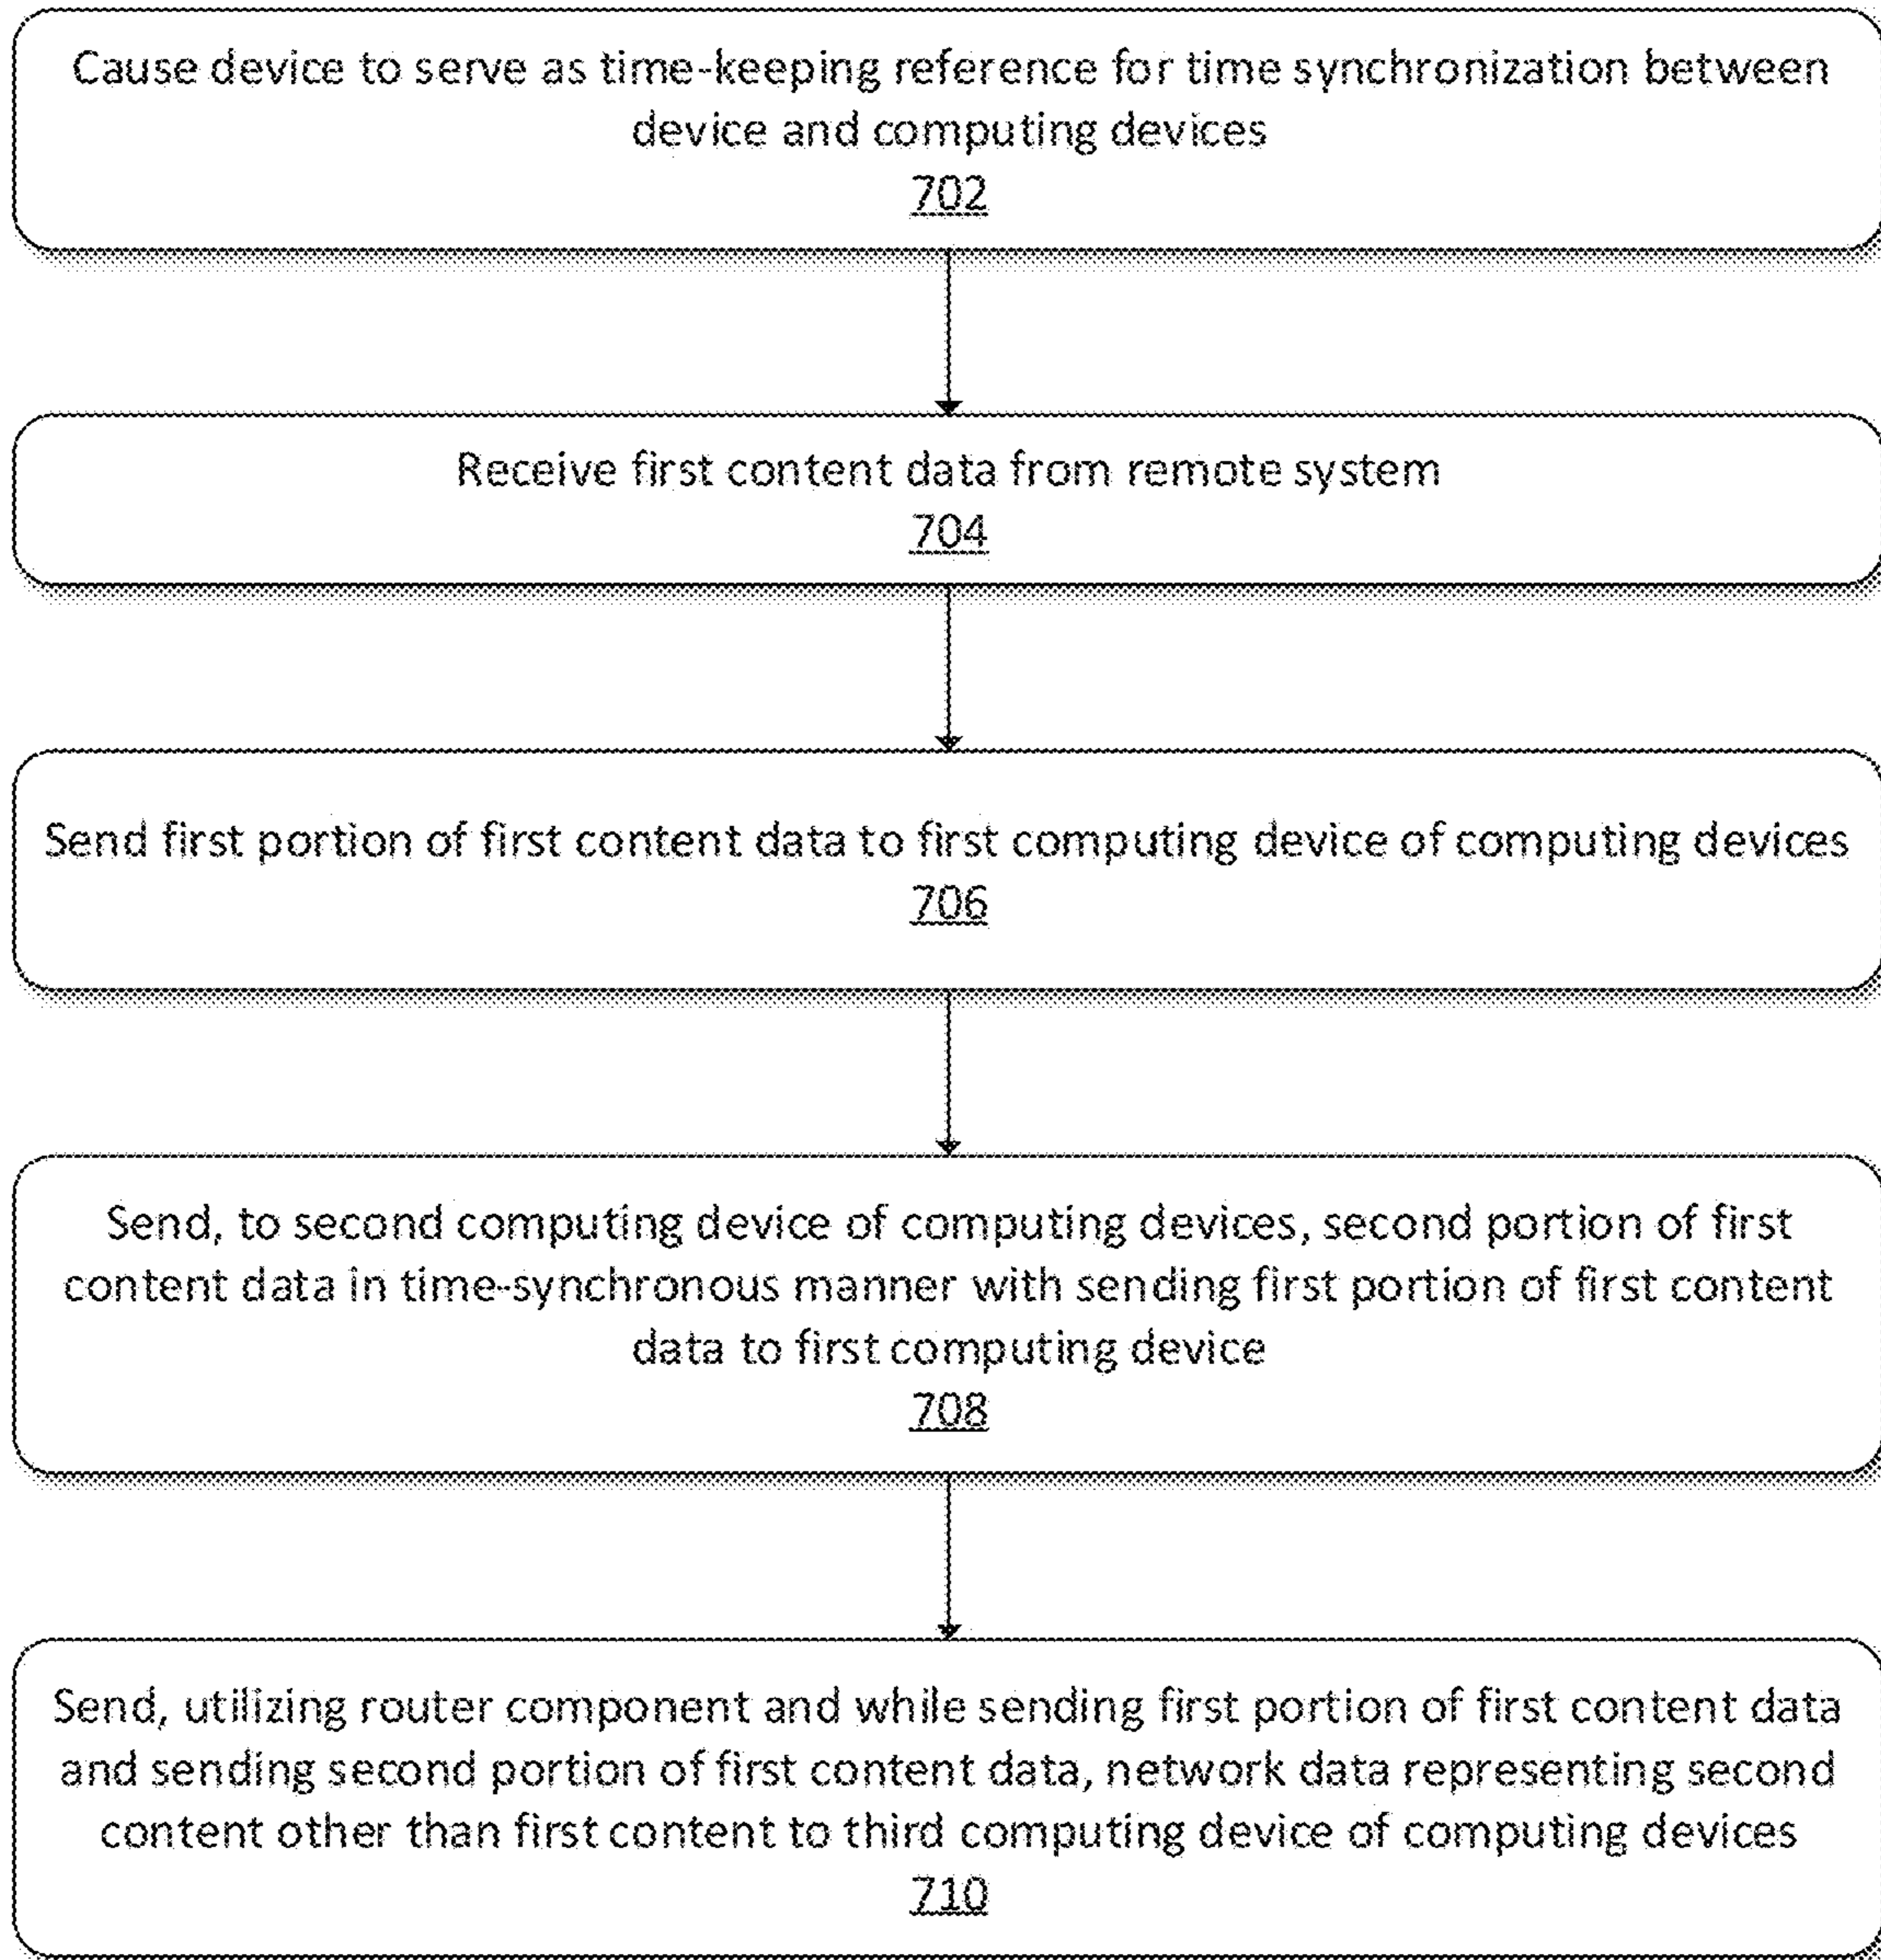 Cause device to serve as time-keeping reference for time synchronization between
device and computing devices
702
Receive first content data from remote system
704
Send first portion of first content data to first computing device of computing devices
706
Send, to second computing device of computing devices, second portion of first
content data in time-synchronous manner with sending first portion of first content
data to first computing device
708
Send, utilizing router component and while sending first portion of first content data
and sending second portion of first content data, network data representing second
content other than first content to third computing device of computing devices
710